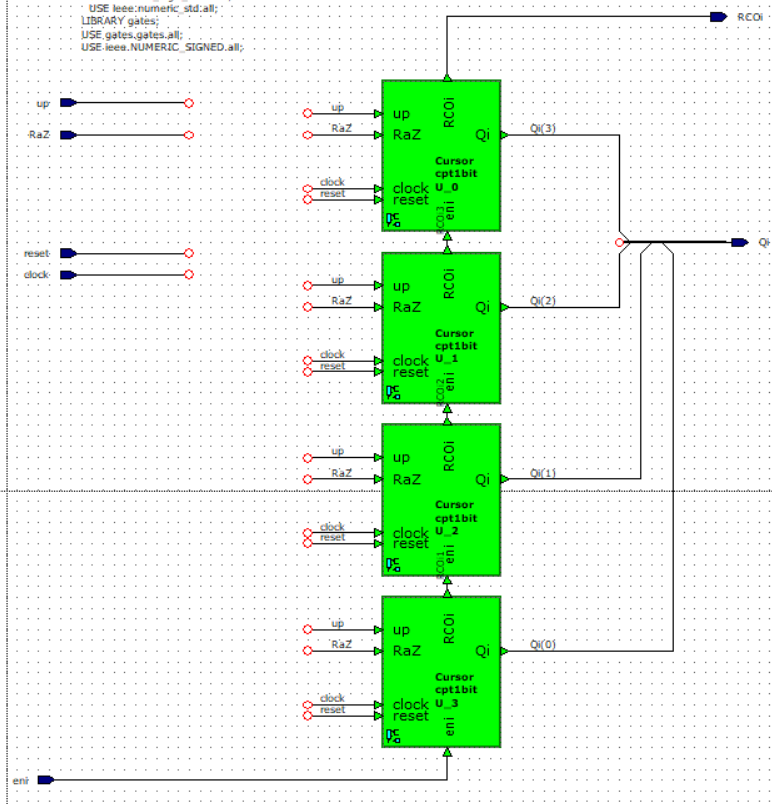 USE ieee.numeric_std.all;
LIBRARY gates;
USE gates.gates.all;
USE ieee.NUMERIC_SIGNED.all;
RCOi
up
RaZ
up
RaZ
clock
reset
up
RaZ
clock
reset
RCOi
Qi
Cursor
cpt1bit
U_0
eni
RCOi3
Qi(3)
reset
clock
Qi
up
RaZ
clock
reset
up
RaZ
clock
reset
RCOi
Qi
Cursor
cpt1bit
U_1
eni
RCOi2
Qi(2)
up
RaZ
clock
reset
up
RaZ
clock
reset
RCOi
Qi
Cursor
cpt1bit
U_2
eni
RCOi1
Qi(1)
up
RaZ
clock
reset
up
RaZ
clock
reset
RCOi
Qi
Cursor
cpt1bit
U_3
eni
Qi(0)
eni